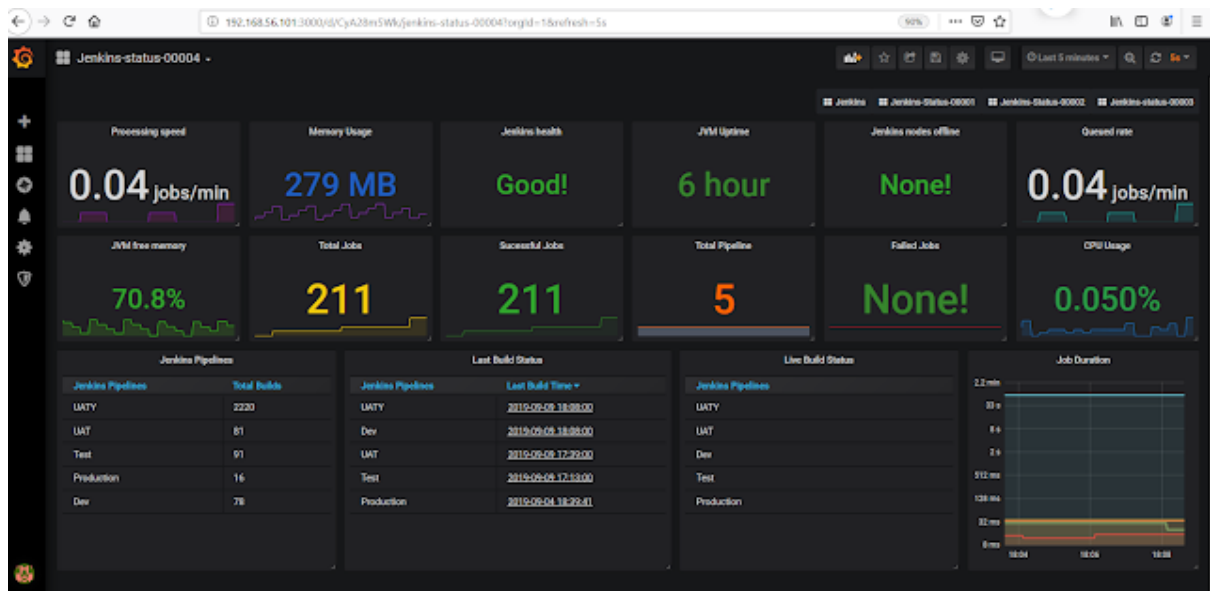 192.168.56.101:3000/d/CyA28m5Wk/jenkins-status-00004?orgId=1&refresh=5s
90%
Jenkins-status-00004
Last 5 minutes
5s
Jenkins
Jenkins-Status-00001
Jenkins-Status-00002
Jenkins-status-00003
Processing speed
0.04 jobs/min
Memory Usage
279 MB
Jenkins health
Good!
JVM Uptime
6 hour
Jenkins nodes offline
None!
Queued rate
0.04 jobs/min
JVM free memory
70.8%
Total Jobs
211
Sucessful Jobs
211
Total Pipeline
5
Failed Jobs
None!
CPU Usage
0.050%
Jenkins Pipelines
Jenkins Pipelines Total Builds
UATY 2220
UAT 81
Test 91
Production 16
Dev 78
Last Build Status
Jenkins Pipelines Last Build Time
UATY 2019-09-09 18:08:00
Dev 2019-09-09 18:08:00
UAT 2019-09-09 17:39:00
Test 2019-09-09 17:13:00
Production 2019-09-04 18:39:41
Live Build Status
Jenkins Pipelines
UATY
UAT
Dev
Test
Production
Job Duration
2.2 min
33 s
8 s
2 s
512 ms
128 ms
32 ms
0 ms
18:04 18:06 18:08